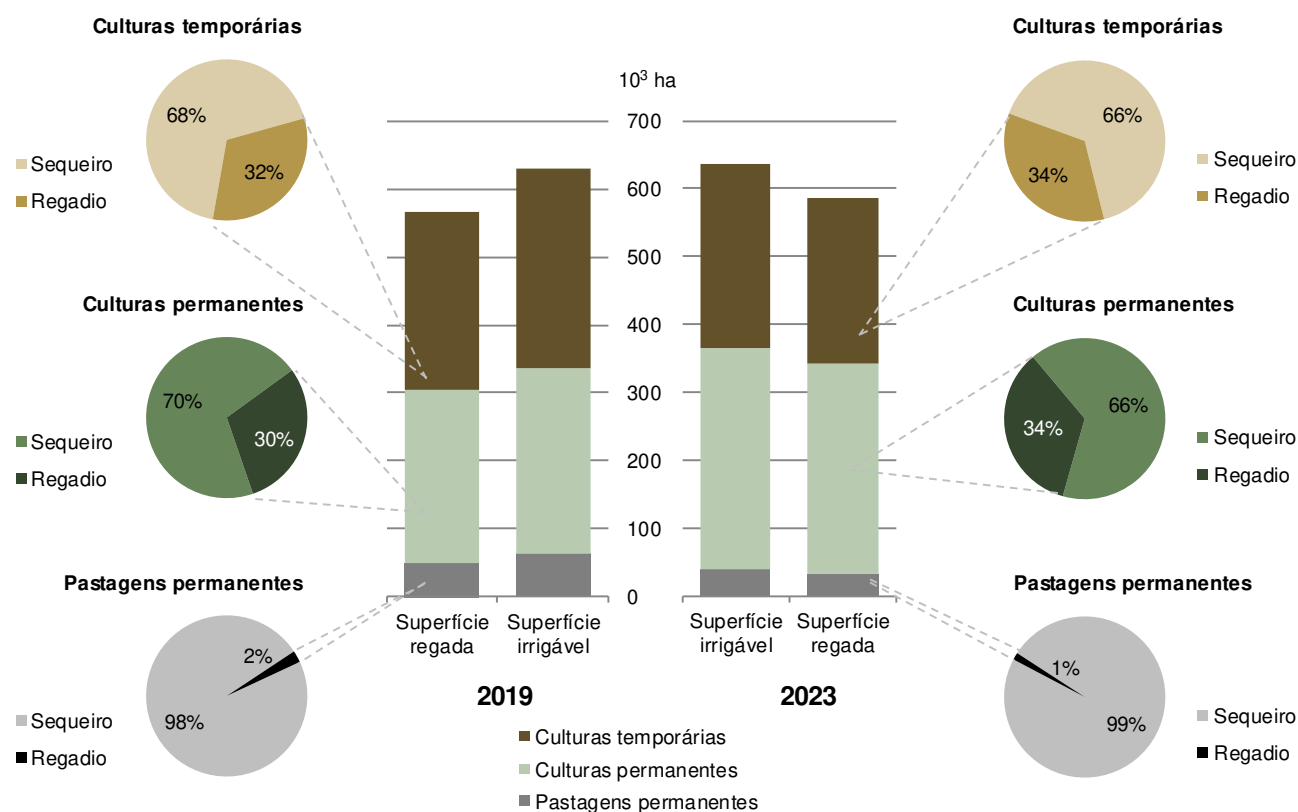 Culturas temporárias
68%
32%
Sequeiro
Regadio
Culturas permanentes
70%
30%
Sequeiro
Regadio
Pastagens permanentes
2%
98%
Sequeiro
Regadio
10³ ha
700
600
500
400
300
200
100
0
Superfície
regada
Superfície
irrigável
2019
Superfície
irrigável
Superfície
regada
2023
Culturas temporárias
Culturas permanentes
Pastagens permanentes
Culturas temporárias
66%
34%
Sequeiro
Regadio
Culturas permanentes
66%
34%
Sequeiro
Regadio
Pastagens permanentes
1%
99%
Sequeiro
Regadio